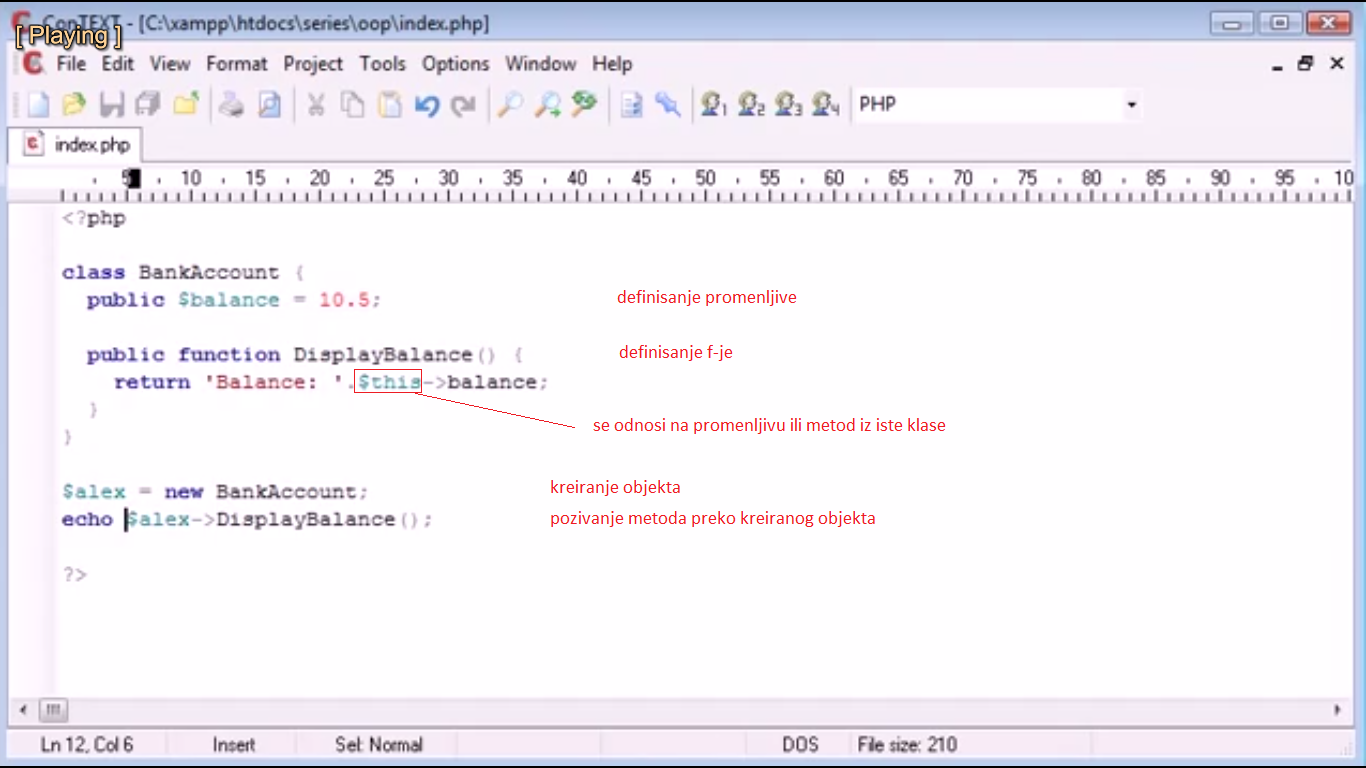 ConTEXT - [C:\xampp\htdocs\series\oop\index.php]
[ Playing ]
File Edit View Format Project Tools Options Window Help
1 2 3 4 PHP
index.php
5 10 15 20 25 30 35 40 45 50 55 60 65 70 75 80 85 90 95 10
<?php
class BankAccount {
public $balance = 10.5; definisanje promenljive
public function DisplayBalance() { definisanje f-je
return 'Balance: '.$this->balance;
}
se odnosi na promenljivu ili metod iz iste klase
}
$alex = new BankAccount; kreiranje objekta
echo $alex->DisplayBalance(); pozivanje metoda preko kreiranog objekta
?>
Ln 12, Col 6 Insert Sel: Normal DOS File size: 210